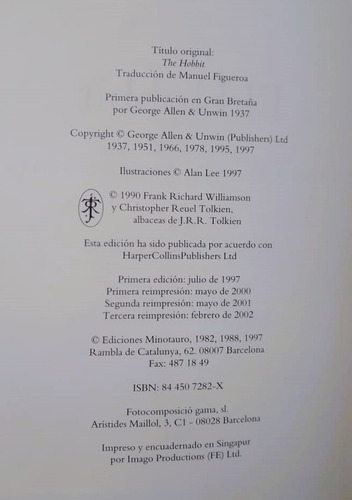 Título original:
The Hobbit
Traducción de Manuel Figueroa
Primera publicación en Gran Bretaña
por George Allen & Unwin 1937
Copyright © George Allen & Unwin (Publishers) Ltd
1937, 1951, 1966, 1978, 1995, 1997
Ilustraciones © Alan Lee 1997
© 1990 Frank Richard Williamson
y Christopher Reuel Tolkien,
albaceas de J.R.R. Tolkien
Esta edición ha sido publicada por acuerdo con
HarperCollinsPublishers Ltd
Primera edición: julio de 1997
Primera reimpresión: mayo de 2000
Segunda reimpresión: mayo de 2001
Tercera reimpresión: febrero de 2002
© Ediciones Minotauro, 1982, 1988, 1997
Rambla de Catalunya, 62. 08007 Barcelona
Fax: 487 18 49
ISBN: 84 450 7282-X
Fotocomposició gama, sl.
Arístides Maillol, 3, C1 - 08028 Barcelona
Impreso y encuadernado en Singapur
por Imago Productions (FE) Ltd.